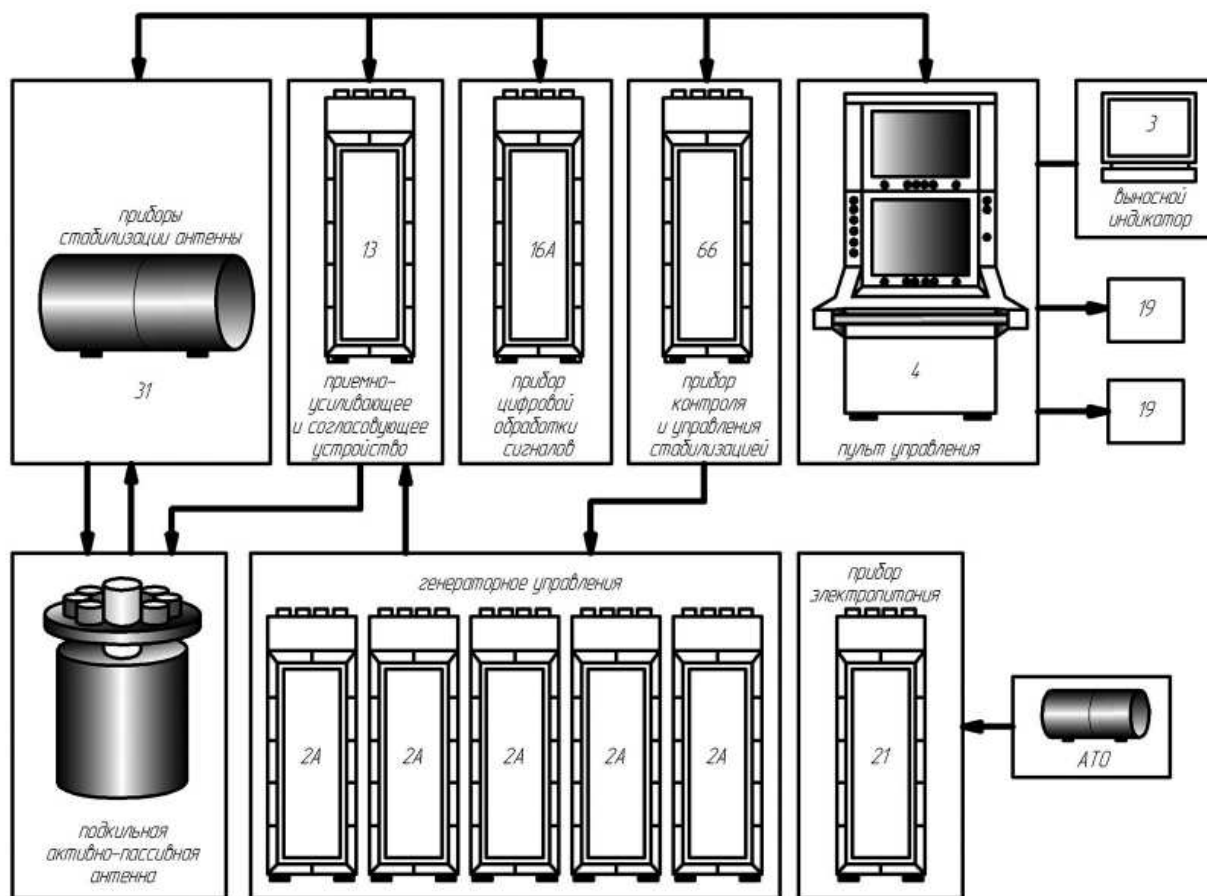 приборы
стабилизации антенны
31
13
приемно-
усиливающее
и согласовующее
устройство
16А
прибор
цифровой
обработки
сигналов
66
прибор
контроля
и управления
стабилизацией
4
пульт управления
3
выносной
индикатор
19
19
подкильная
активно-пассивная
антенна
генераторное управления
2А
2А
2А
2А
2А
прибор
электропитания
21
АТО